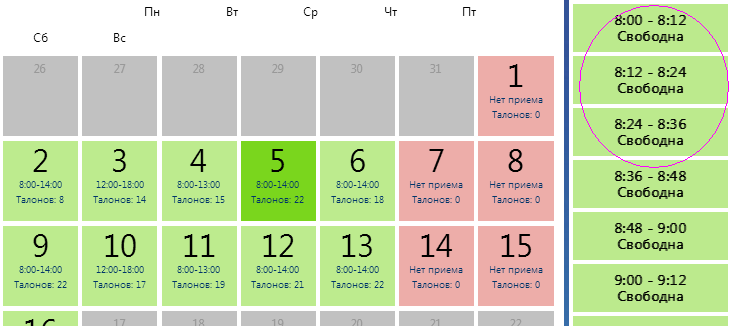 Пн Вт Ср Чт Пт
Сб Вс
26 27 28 29 30 31 1
Нет приема
Талонов: 0
2 3 4 5 6 7 8
8:00-14:00 12:00-18:00 8:00-13:00 8:00-14:00 8:00-14:00 Нет приема Нет приема
Талонов: 8 Талонов: 14 Талонов: 15 Талонов: 22 Талонов: 18 Талонов: 0 Талонов: 0
9 10 11 12 13 14 15
8:00-14:00 12:00-18:00 8:00-13:00 8:00-14:00 8:00-14:00 Нет приема Нет приема
Талонов: 22 Талонов: 17 Талонов: 19 Талонов: 21 Талонов: 22 Талонов: 0 Талонов: 0
16 17 18 19 20 21 22
8:00 - 8:12
Свободна
8:12 - 8:24
Свободна
8:24 - 8:36
Свободна
8:36 - 8:48
Свободна
8:48 - 9:00
Свободна
9:00 - 9:12
Свободна